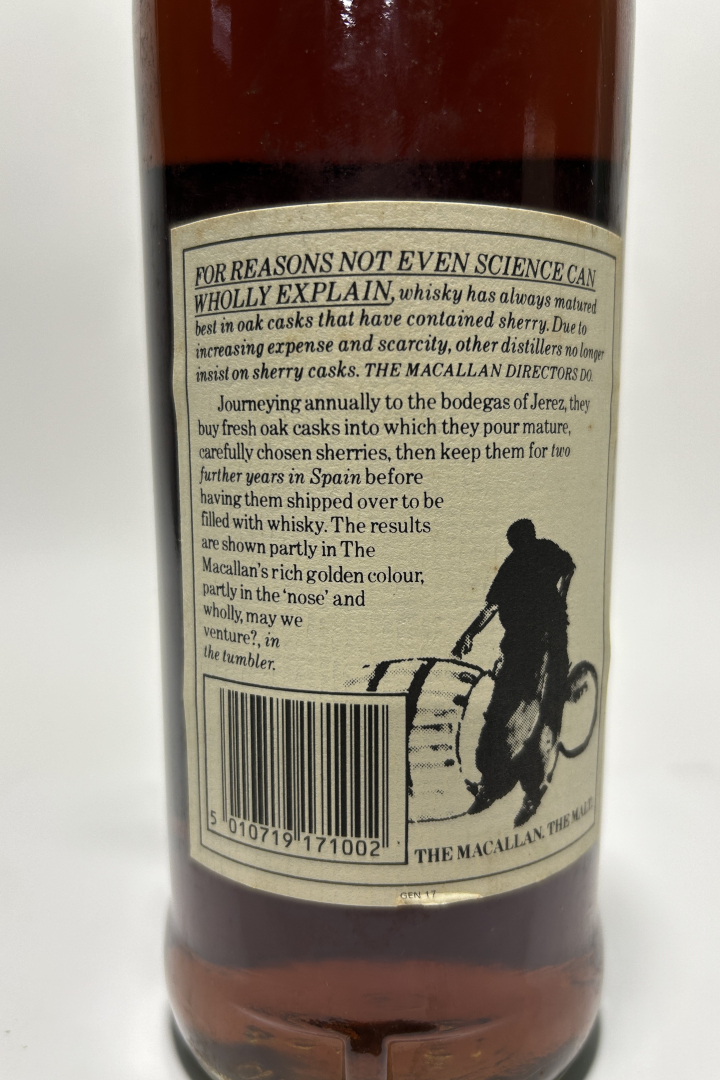 FOR REASONS NOT EVEN SCIENCE CAN
WHOLLY EXPLAIN, whisky has always matured
best in oak casks that have contained sherry. Due to
increasing expense and scarcity, other distillers no longer
insist on sherry casks. THE MACALLAN DIRECTORS DO.
Journeying annually to the bodegas of Jerez, they
buy fresh oak casks into which they pour mature,
carefully chosen sherries, then keep them for two
further years in Spain before
having them shipped over to be
filled with whisky. The results
are shown partly in The
Macallan's rich golden colour,
partly in the 'nose' and
wholly, may we
venture?, in
the tumbler.
5 010719 171002
THE MACALLAN. THE MALT.
GEN 17